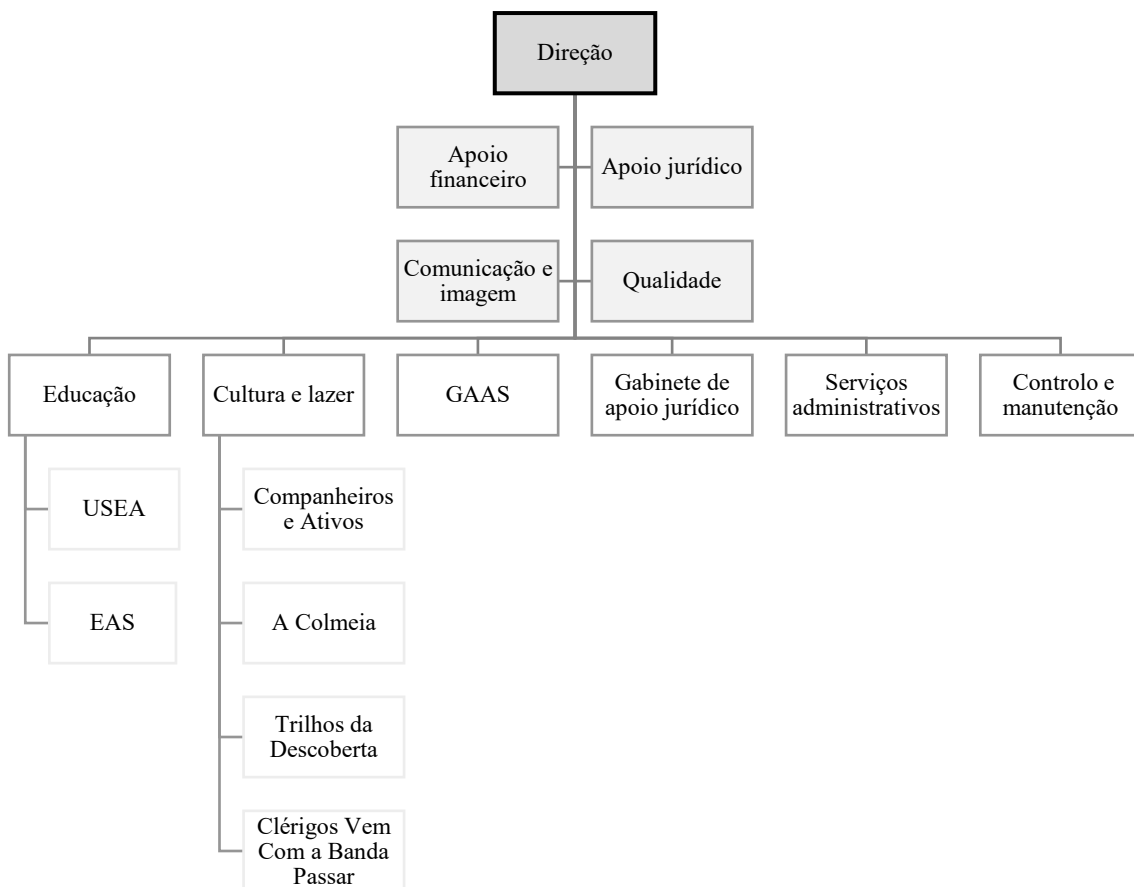 Direção
Apoio
financeiro
Apoio jurídico
Comunicação e
imagem
Qualidade
Educação
Cultura e lazer
GAAS
Gabinete de
apoio jurídico
Serviços
administrativos
Controlo e
manutenção
USEA
EAS
Companheiros
e Ativos
A Colmeia
Trilhos da
Descoberta
Clérigos Vem
Com a Banda
Passar